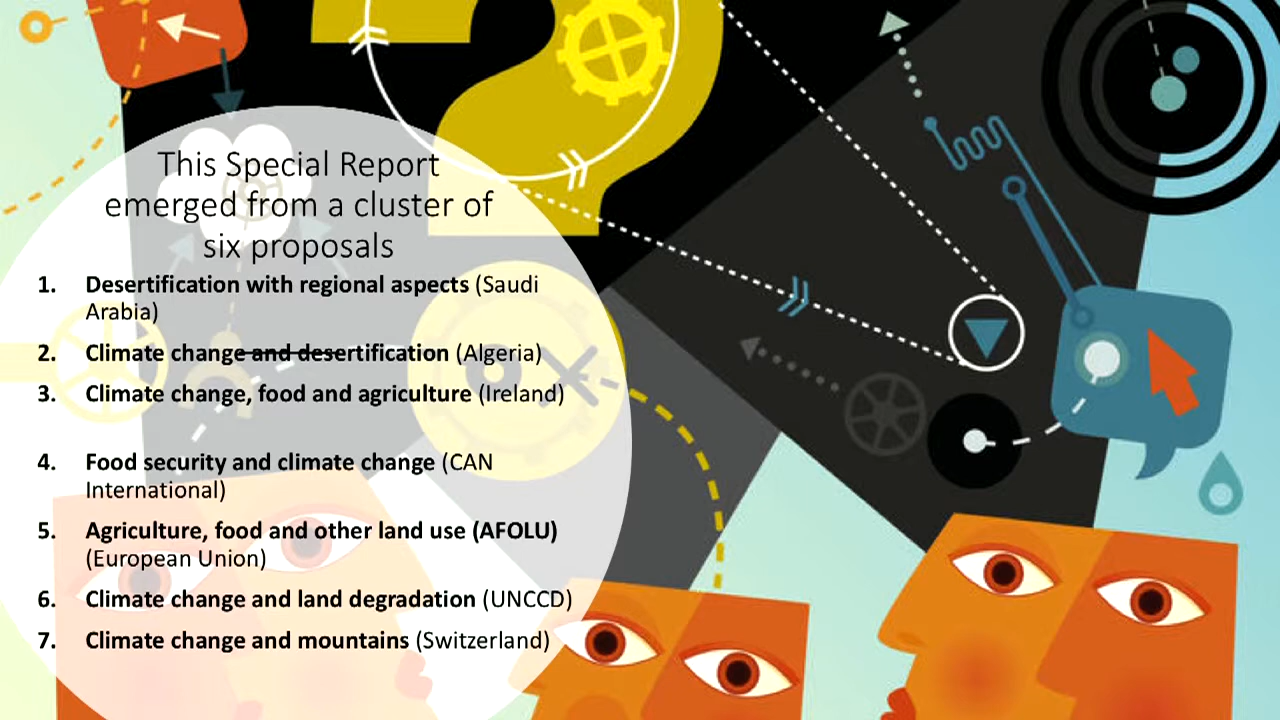 This Special Report
emerged from a cluster of
six proposals
1. Desertification with regional aspects (Saudi
Arabia)
2. Climate change and desertification (Algeria)
3. Climate change, food and agriculture (Ireland)
4. Food security and climate change (CAN
International)
5. Agriculture, food and other land use (AFOLU)
(European Union)
6. Climate change and land degradation (UNCCD)
7. Climate change and mountains (Switzerland)